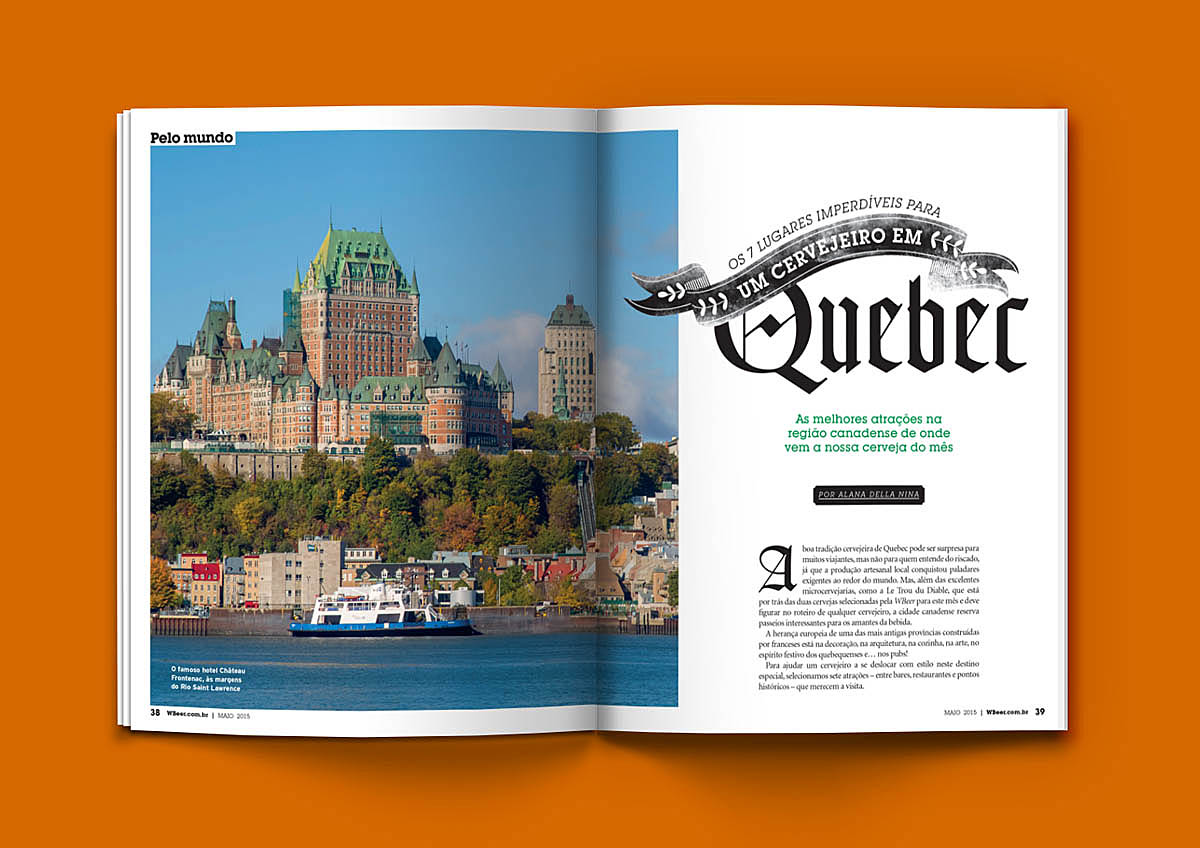 Pelo mundo
O famoso hotel Château
Frontenac, às margens
do Rio Saint Lawrence
38 WBeer.com.br | MAIO 2015
OS 7 LUGARES IMPERDÍVEIS PARA
UM CERVEJEIRO EM
Quebec
As melhores atrações na
região canadense de onde
vem a nossa cerveja do mês
POR ALANA DELLA NINA
A boa tradição cervejeira de Quebec pode ser surpresa para
muitos viajantes, mas não para quem entende do riscado,
já que a produção artesanal local conquistou paladares
exigentes ao redor do mundo. Mas, além das excelentes
microcervejarias, como a Le Trou du Diable, que está
por trás das duas cervejas selecionadas pela WBeer para este mês e deve
figurar no roteiro de qualquer cervejeiro, a cidade canadense reserva
passeios interessantes para os amantes da bebida.
A herança europeia de uma das mais antigas províncias construídas
por franceses está na decoração, na arquitetura, na cozinha, na arte, no
espírito festivo dos quebequenses e… nos pubs!
Para ajudar um cervejeiro a se deslocar com estilo neste destino
especial, selecionamos sete atrações – entre bares, restaurantes e pontos
históricos – que merecem a visita.
MAIO 2015 | WBeer.com.br 39